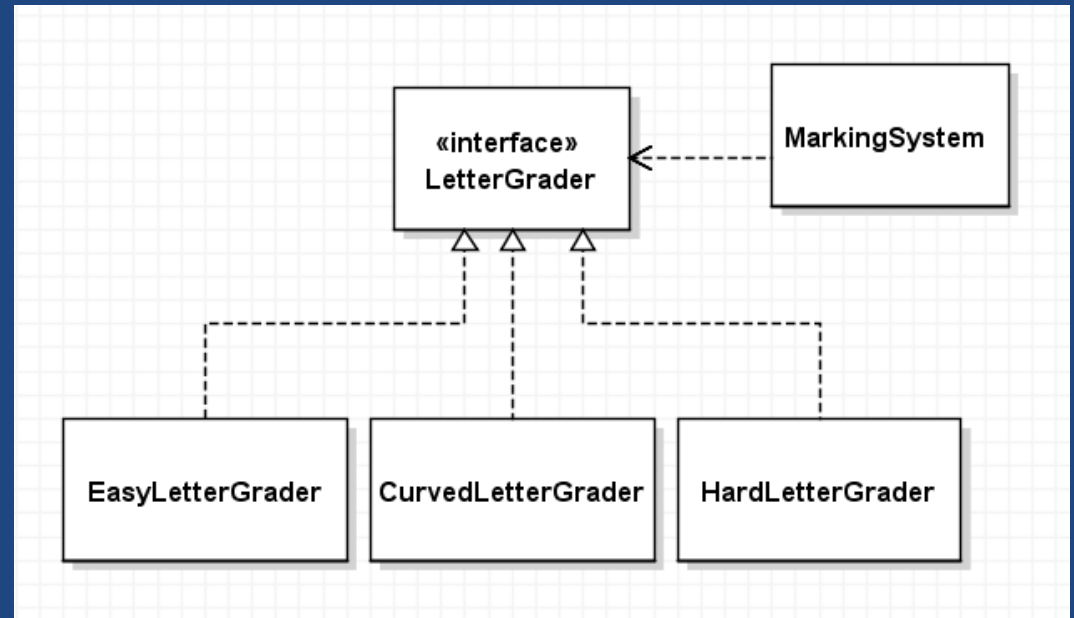 «interface»
LetterGrader
MarkingSystem
EasyLetterGrader
CurvedLetterGrader
HardLetterGrader